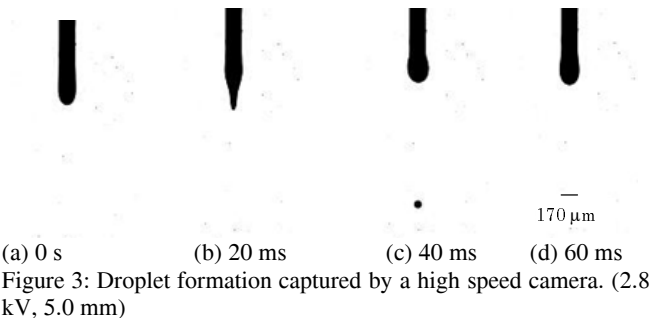 170 μm
(a) 0 s (b) 20 ms (c) 40 ms (d) 60 ms
Figure 3: Droplet formation captured by a high speed camera. (2.8
kV, 5.0 mm)